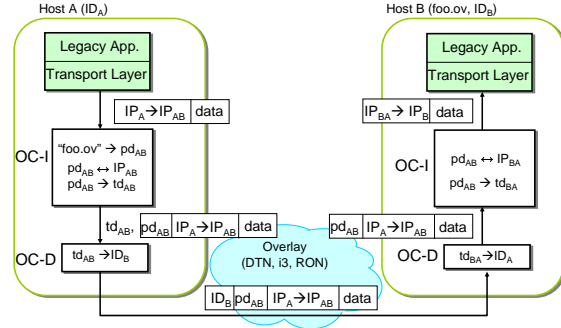 Host A (IDA)
Legacy App.
Transport Layer
IPA→IPAB data
OC-I
“foo.ov” → pdAB
pdAB ↔ IPAB
pdAB → tdAB
tdAB, pdAB IPA→IPAB data
OC-D
tdAB →IDB
Overlay
(DTN, i3, RON)
IDB pdAB IPA→IPAB data
Host B (foo.ov, IDB)
Legacy App.
Transport Layer
IPBA→ IPB data
OC-I
pdAB ↔ IPBA
pdAB → tdBA
pdAB IPA→IPAB data
OC-D
tdBA→IDA